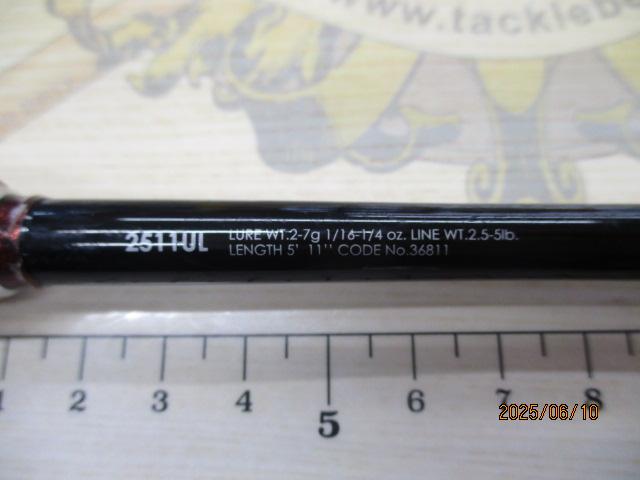 www.tacklebe
2511UL LURE WT.2-7g 1/16-1/4 oz. LINE WT.2.5-5lb.
LENGTH 5' 11'' CODE No.36811
1 2 3 4 5 6 7 8
2025/06/10